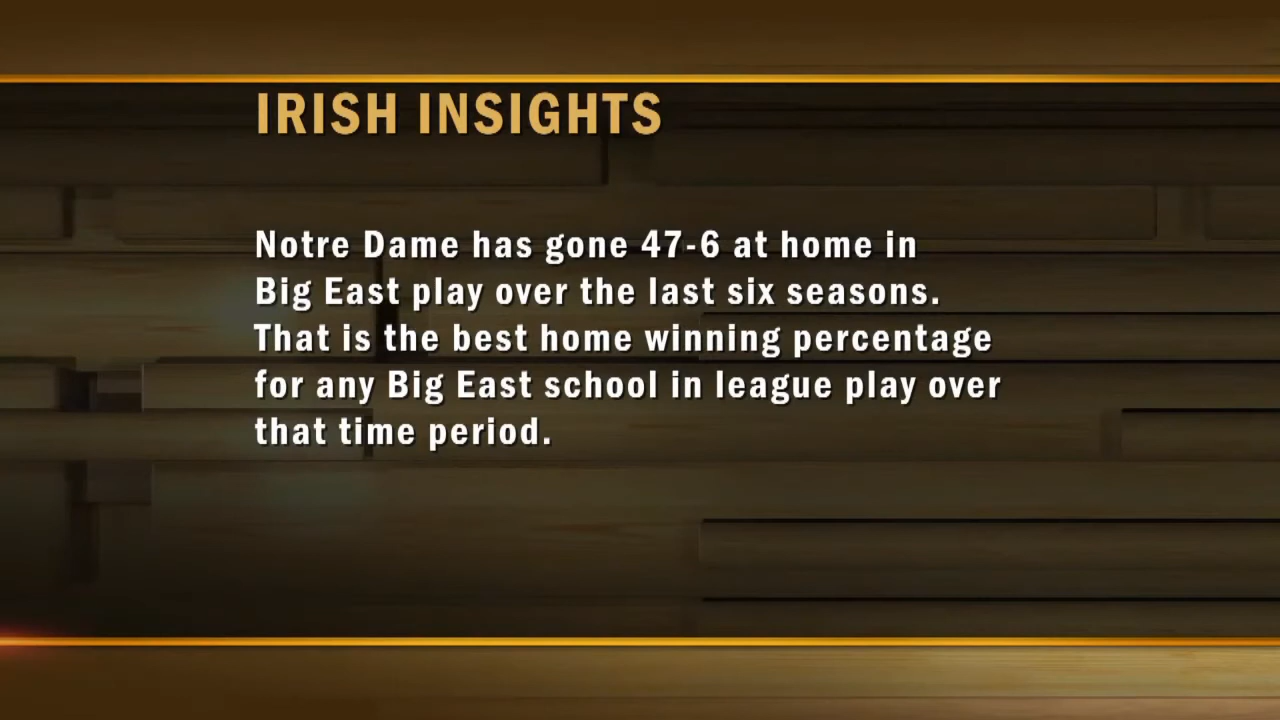 IRISH INSIGHTS
Notre Dame has gone 47-6 at home in
Big East play over the last six seasons.
That is the best home winning percentage
for any Big East school in league play over
that time period.